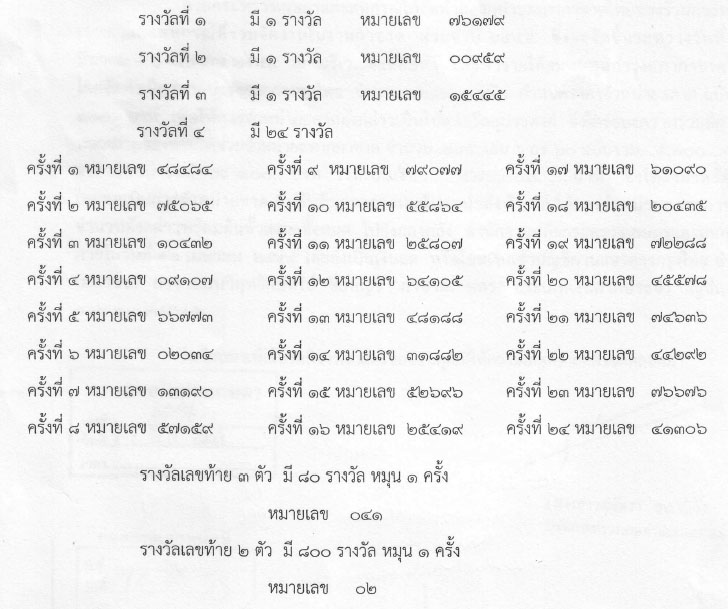 รางวัลที่ ๑ มี ๑ รางวัล หมายเลข ๗๖๑๗๙
รางวัลที่ ๒ มี ๑ รางวัล หมายเลข ๐๐๙๕๙
รางวัลที่ ๓ มี ๑ รางวัล หมายเลข ๑๕๔๔๕
รางวัลที่ ๔ มี ๒๔ รางวัล
ครั้งที่ ๑ หมายเลข ๔๘๔๘๔ ครั้งที่ ๙ หมายเลข ๗๙๐๗๗ ครั้งที่ ๑๗ หมายเลข ๖๑๐๙๐
ครั้งที่ ๒ หมายเลข ๗๕๐๖๕ ครั้งที่ ๑๐ หมายเลข ๕๕๘๖๔ ครั้งที่ ๑๘ หมายเลข ๒๐๔๓๕
ครั้งที่ ๓ หมายเลข ๑๐๔๓๒ ครั้งที่ ๑๑ หมายเลข ๒๕๘๐๗ ครั้งที่ ๑๙ หมายเลข ๗๒๒๘๘
ครั้งที่ ๔ หมายเลข ๐๙๑๐๗ ครั้งที่ ๑๒ หมายเลข ๖๔๑๐๕ ครั้งที่ ๒๐ หมายเลข ๔๕๕๗๘
ครั้งที่ ๕ หมายเลข ๖๖๗๗๓ ครั้งที่ ๑๓ หมายเลข ๔๘๑๘๘ ครั้งที่ ๒๑ หมายเลข ๗๔๖๓๖
ครั้งที่ ๖ หมายเลข ๐๒๐๓๔ ครั้งที่ ๑๔ หมายเลข ๓๑๘๘๒ ครั้งที่ ๒๒ หมายเลข ๔๔๒๙๒
ครั้งที่ ๗ หมายเลข ๑๓๑๙๐ ครั้งที่ ๑๕ หมายเลข ๕๒๖๙๖ ครั้งที่ ๒๓ หมายเลข ๗๖๖๗๖
ครั้งที่ ๘ หมายเลข ๕๗๑๕๙ ครั้งที่ ๑๖ หมายเลข ๒๕๔๑๙ ครั้งที่ ๒๔ หมายเลข ๔๑๓๐๖
รางวัลเลขท้าย ๓ ตัว มี ๘๐ รางวัล หมุน ๑ ครั้ง
หมายเลข ๐๔๑
รางวัลเลขท้าย ๒ ตัว มี ๘๐๐ รางวัล หมุน ๑ ครั้ง
หมายเลข ๐๒